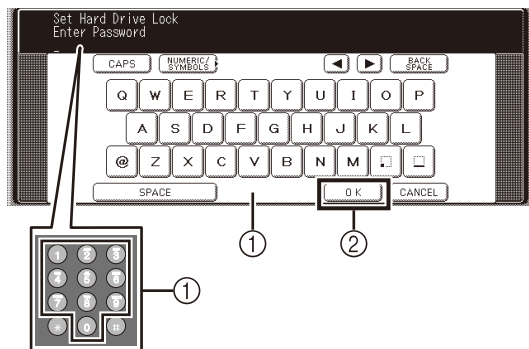 Set Hard Drive Lock
Enter Password
CAPS NUMERIC/ SYMBOLS ◀ ▶ BACK SPACE
Q W E R T Y U I O P
A S D F G H J K L
@ Z X C V B N M
SPACE OK CANCEL
① ②
1 2 3
4 5 6 ①
7 8 9
* 0 #